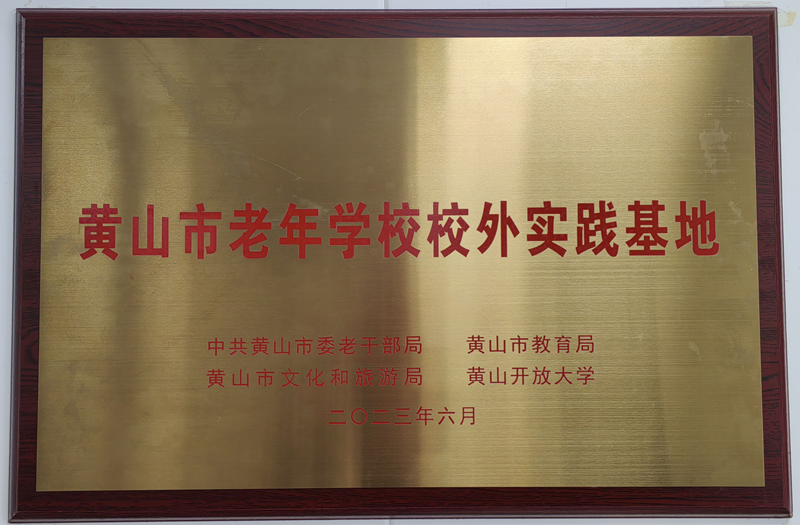 黄山市老年学校校外实践基地
中共黄山市委老干部局 黄山市教育局
黄山市文化和旅游局 黄山开放大学
二〇二三年六月